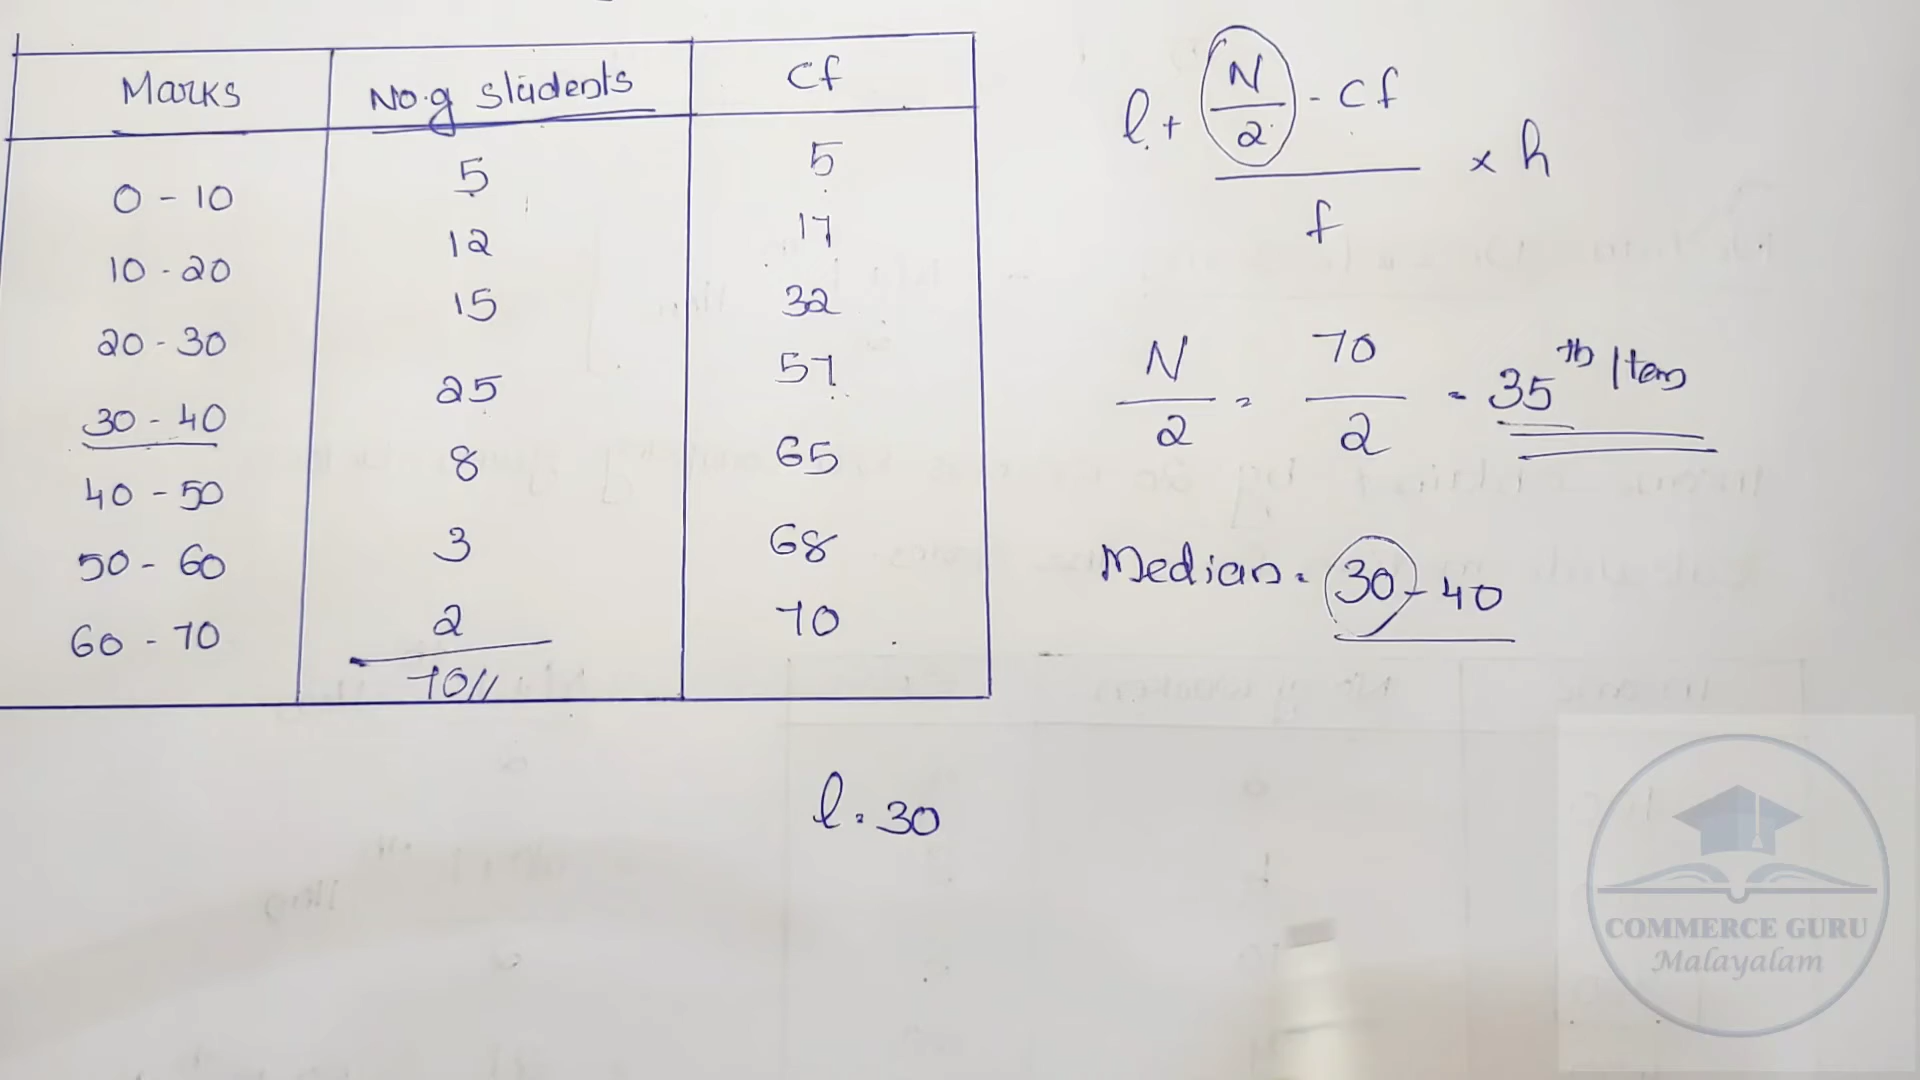 Marks No. of students Cf
0 - 10 5 5
10 - 20 12 17
20 - 30 15 32
30 - 40 25 57
40 - 50 8 65
50 - 60 3 68
60 - 70 2 70
70//
l + N/2 - Cf / f × h
N/2 = 70/2 = 35th Item
Median = 30 - 40
l = 30
COMMERCE GURU
Malayalam